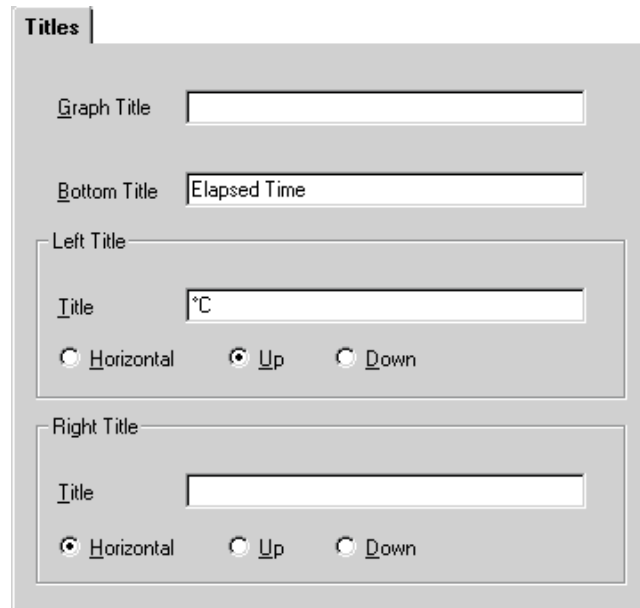 Titles
Graph Title
Bottom Title Elapsed Time
Left Title
Title °C
Horizontal Up Down
Right Title
Title
Horizontal Up Down